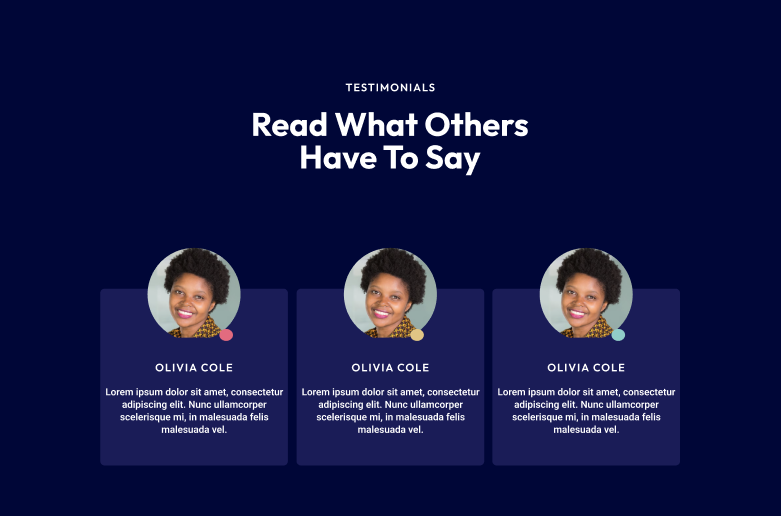 TESTIMONIALS
Read What Others
Have To Say
OLIVIA COLE
Lorem ipsum dolor sit amet, consectetur
adipiscing elit. Nunc ullamcorper
scelerisque mi, in malesuada felis
malesuada vel.
OLIVIA COLE
Lorem ipsum dolor sit amet, consectetur
adipiscing elit. Nunc ullamcorper
scelerisque mi, in malesuada felis
malesuada vel.
OLIVIA COLE
Lorem ipsum dolor sit amet, consectetur
adipiscing elit. Nunc ullamcorper
scelerisque mi, in malesuada felis
malesuada vel.